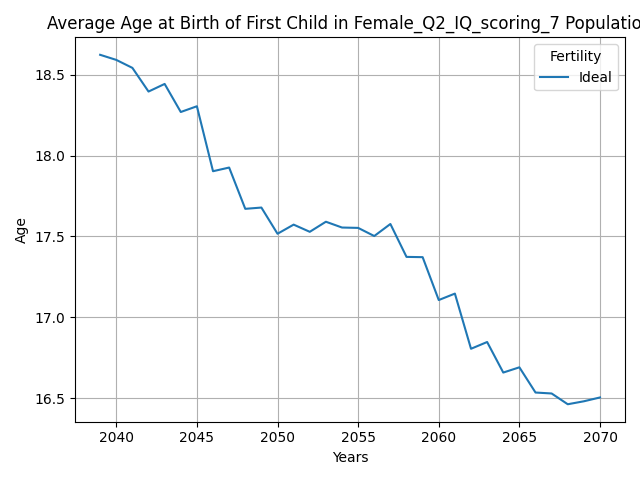 Average Age at Birth of First Child in Female_Q2_IQ_scoring_7 Populatio
Fertility
Ideal
18.5
18.0
17.5
17.0
16.5
Age
2040 2045 2050 2055 2060 2065 2070
Years